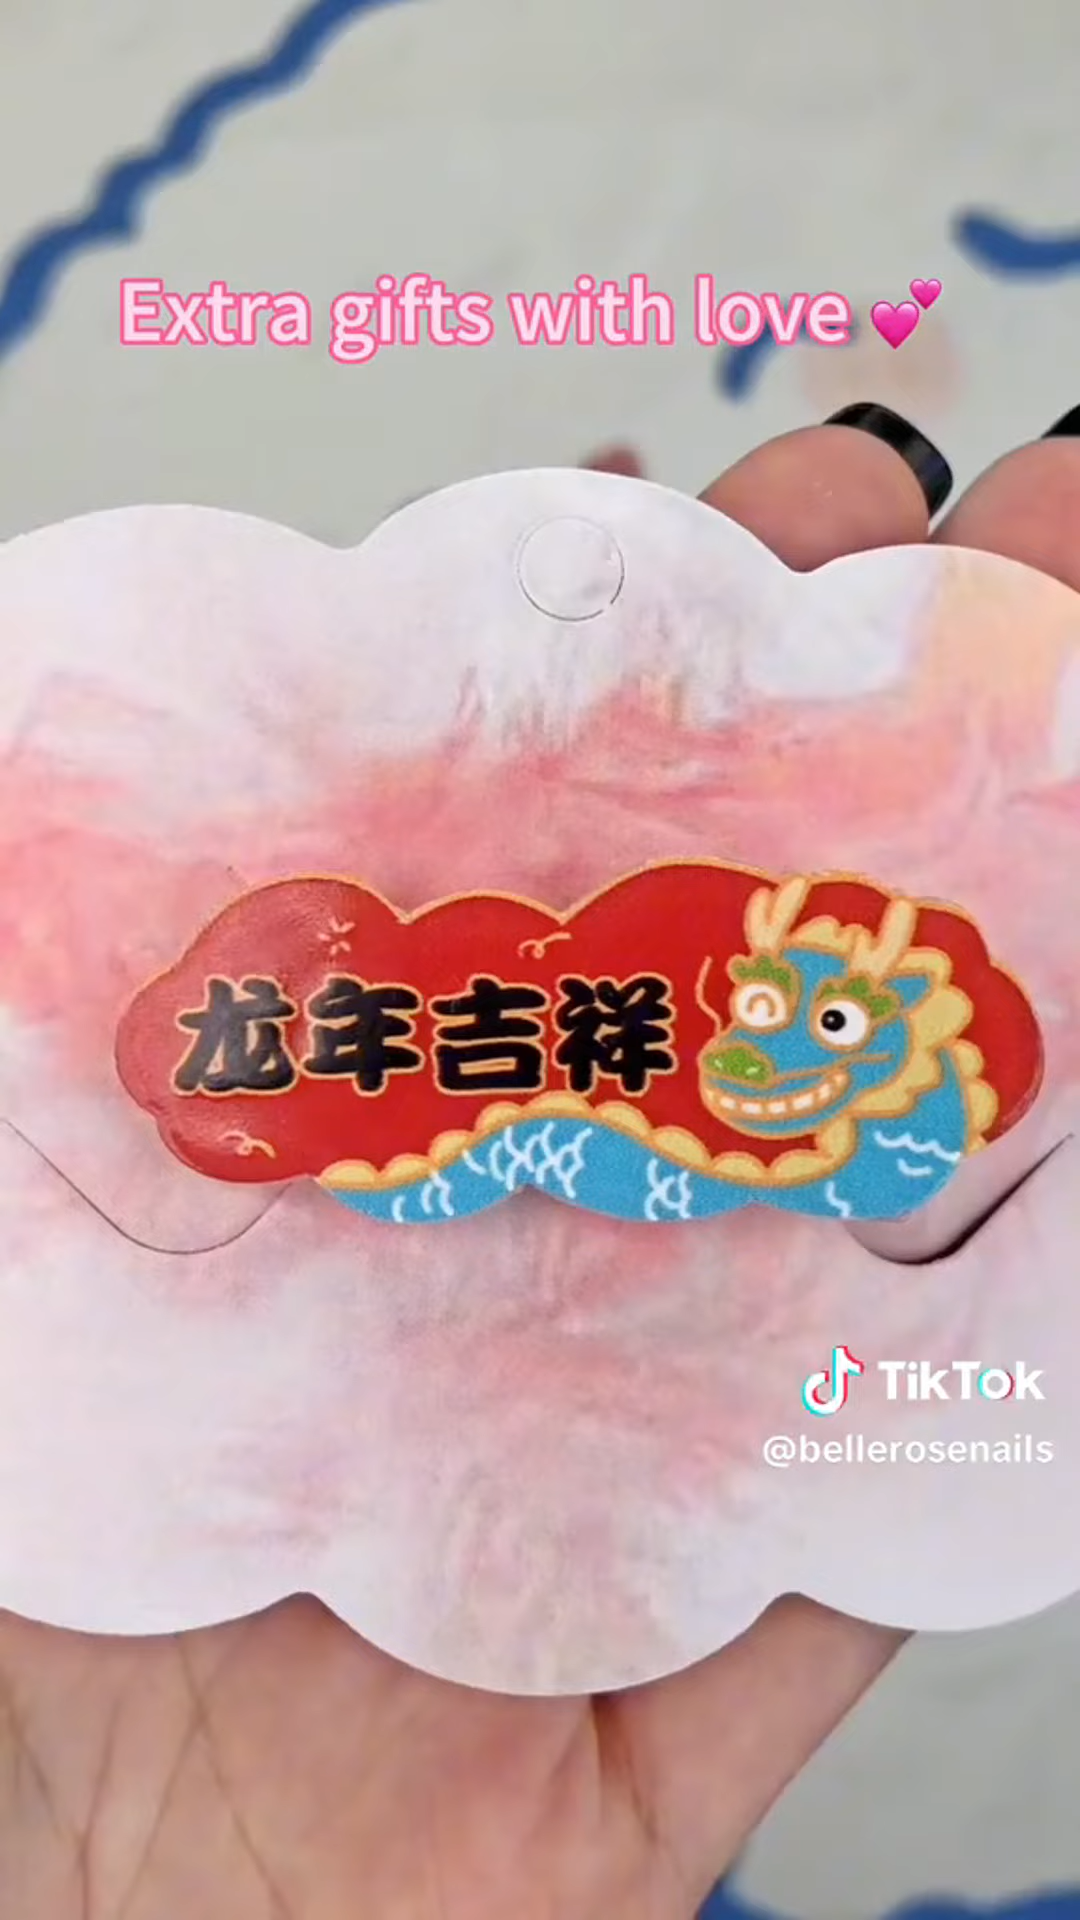 Extra gifts with love 💕
龙年吉祥
TikTok
@bellerosenails